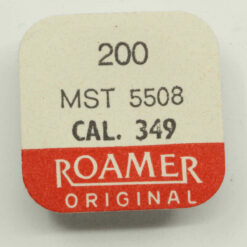 200
MST 5508
CAL. 349
ROAMER
ORIGINAL